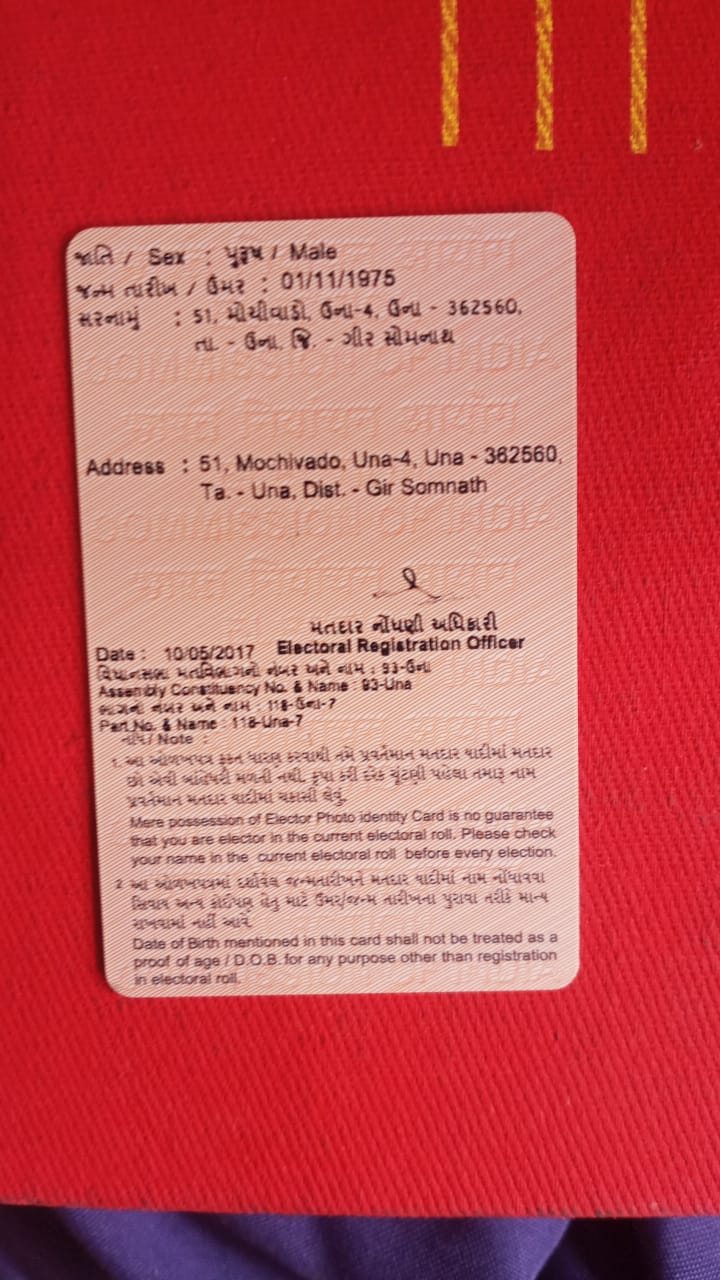 જાતિ / Sex : પુરૂષ / Male
જન્મ તારીખ / ઉંમર : 01/11/1975
સરનામું : 51, મોચીવાડો, ઉના-4, ઉના - 362560,
તા. - ઉના, જિ. - ગીર સોમનાથ
Address : 51, Mochivado, Una-4, Una - 362560,
Ta. - Una, Dist. - Gir Somnath
મતદાર નોંધણી અધિકારી
Date : 10/05/2017 Electoral Registration Officer
વિધાનસભા મતવિભાગનો નંબર અને નામ : 93-ઉના
Assembly Constituency No. & Name : 93-Una
ભાગનો નંબર અને નામ : 118-ઉના-7
Part No. & Name : 118-Una-7
નોંધ / Note :
1. આ ઓળખપત્ર ફક્ત ધારણ કરવાથી તમે પ્રવર્તમાન મતદાર યાદીમાં મતદાર
છો એવી બાંહેધરી મળતી નથી. કૃપા કરી દરેક ચૂંટણી પહેલા તમારૂ નામ
પ્રવર્તમાન મતદાર યાદીમાં ચકાસી લેવું.
Mere possession of Elector Photo identity Card is no guarantee
that you are elector in the current electoral roll. Please check
your name in the current electoral roll before every election.
2 આ ઓળખપત્રમાં દર્શાવેલ જન્મતારીખને મતદાર યાદીમાં નામ નોંધાવવા
સિવાય અન્ય કોઈપણ હેતુ માટે ઉંમર/જન્મ તારીખના પુરાવા તરીકે માન્ય
રાખવામાં નહીં આવે.
Date of Birth mentioned in this card shall not be treated as a
proof of age / D.O.B. for any purpose other than registration
in electoral roll.